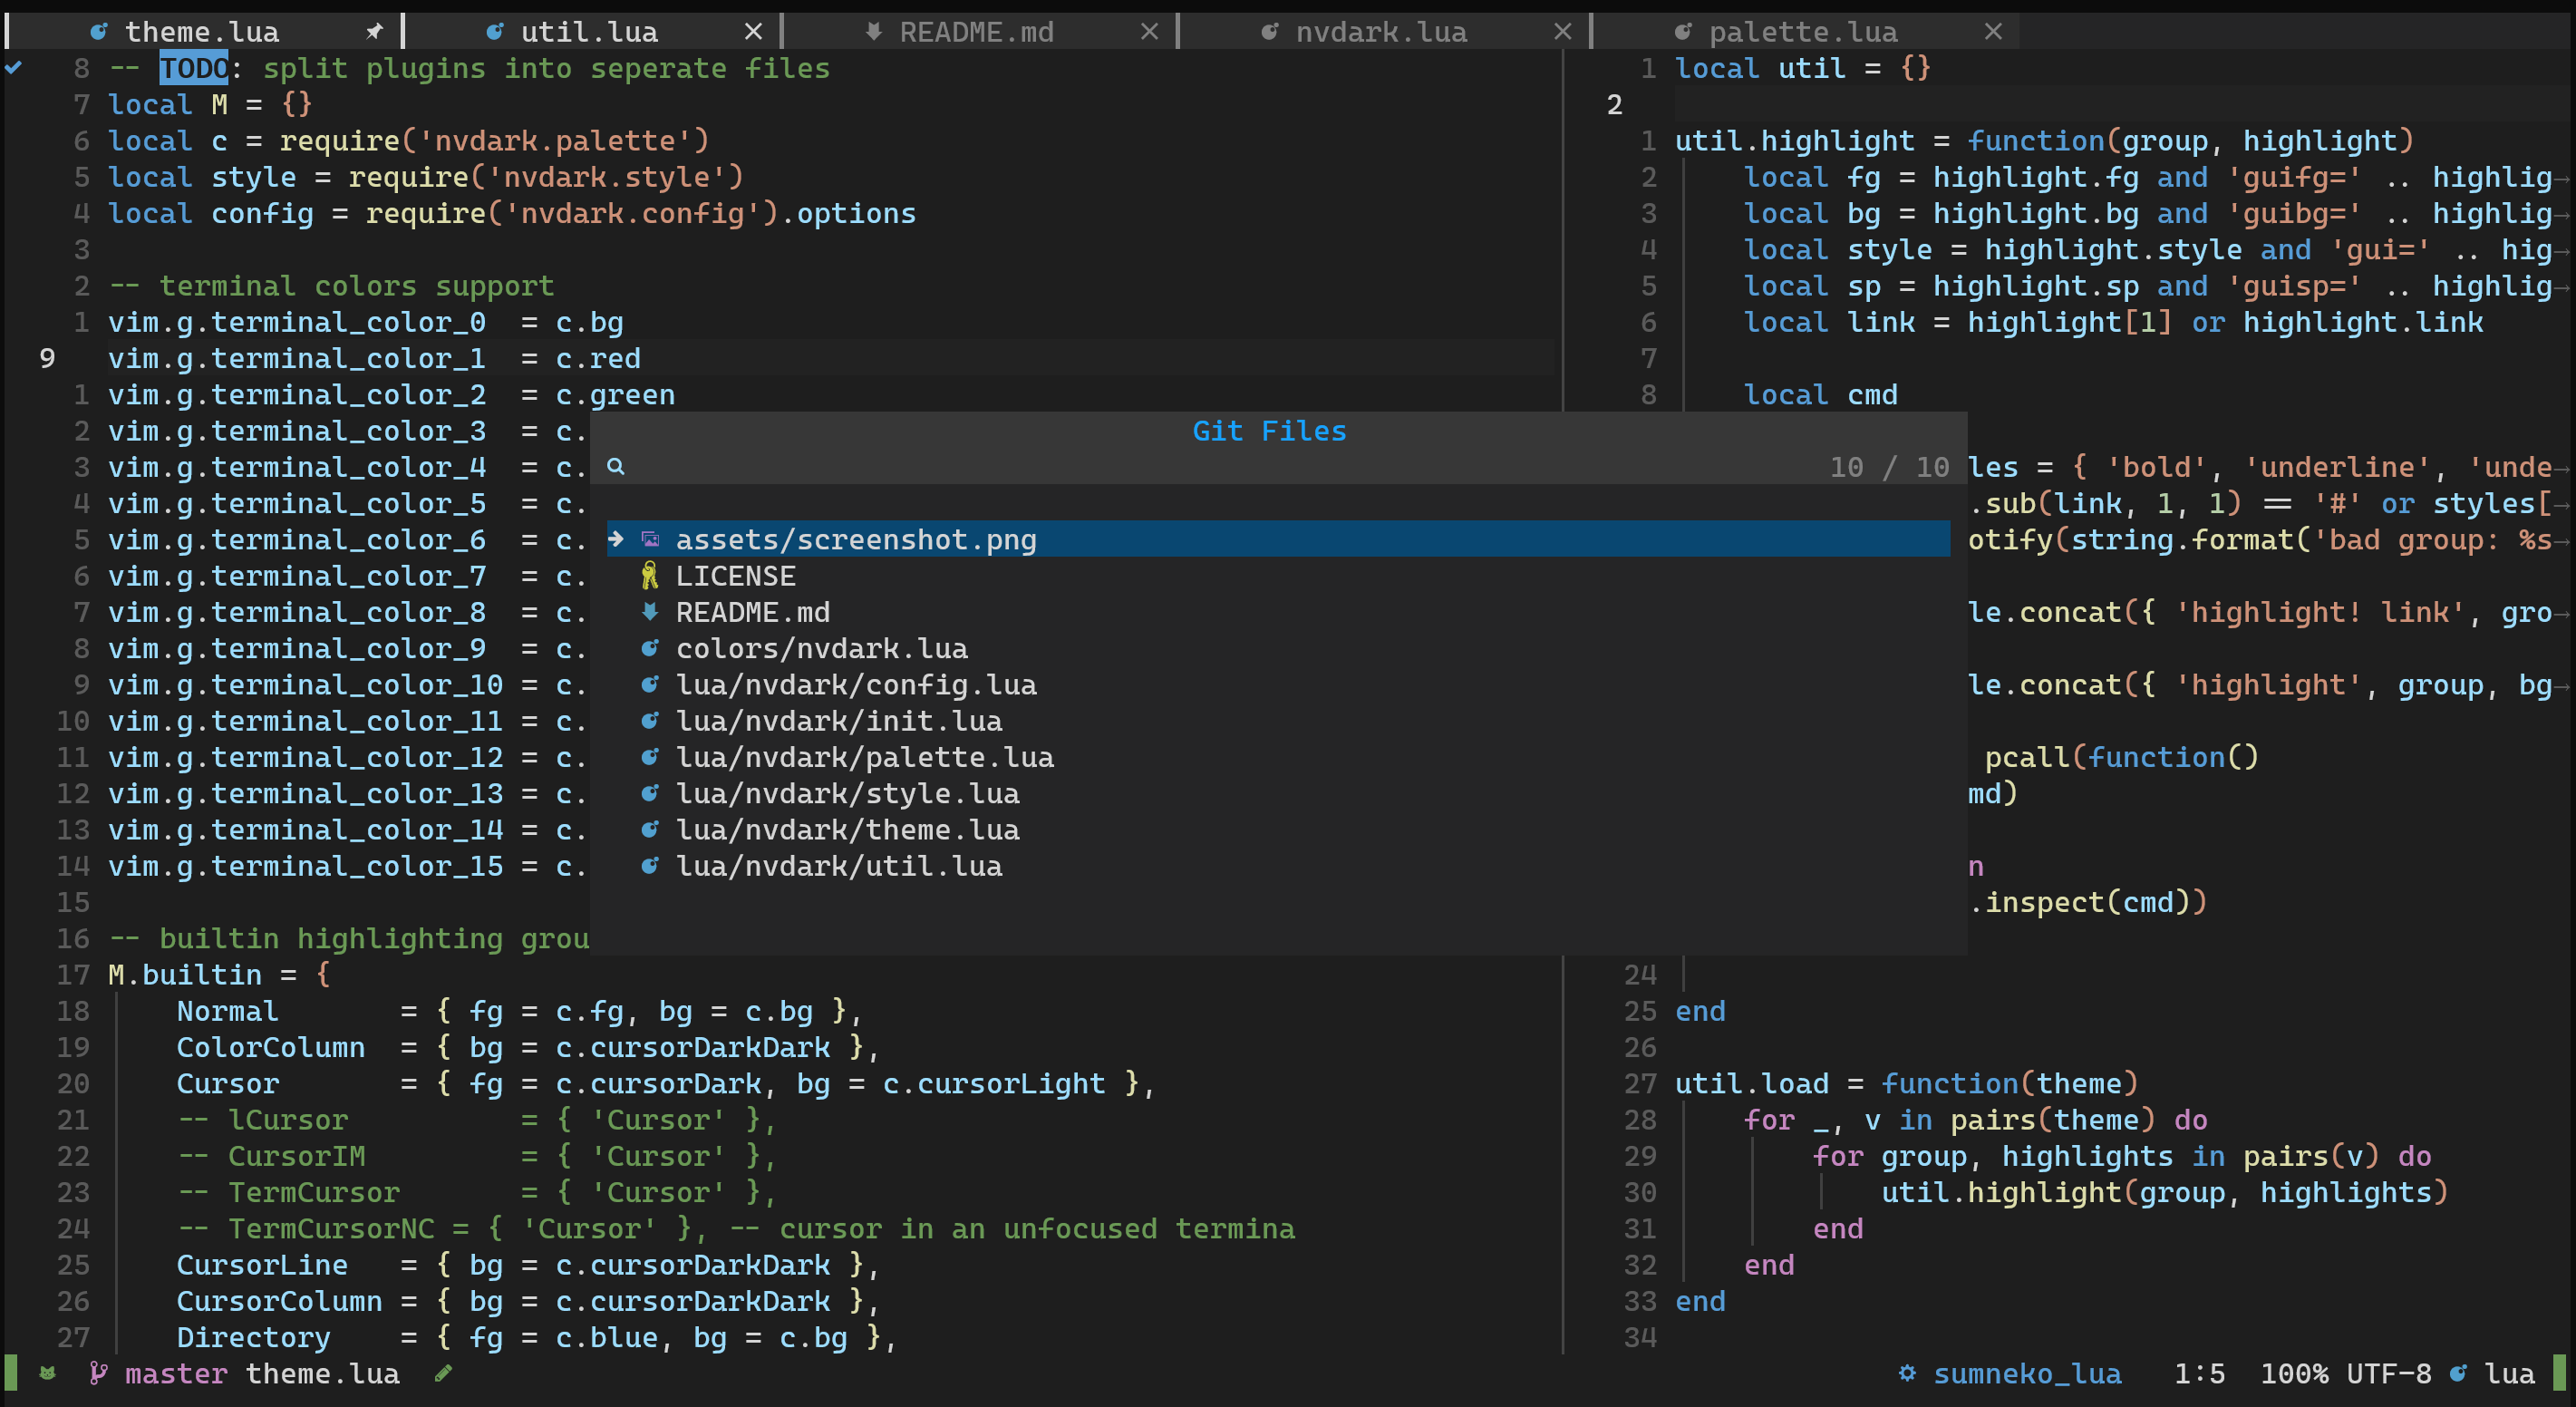 theme.lua util.lua README.md nvdark.lua palette.lua
8 -- TODO: split plugins into seperate files
7 local M = {}
6 local c = require('nvdark.palette')
5 local style = require('nvdark.style')
4 local config = require('nvdark.config').options
3
2 -- terminal colors support
1 vim.g.terminal_color_0  = c.bg
9 vim.g.terminal_color_1  = c.red
1 vim.g.terminal_color_2  = c.green
2 vim.g.terminal_color_3  = c.
3 vim.g.terminal_color_4  = c.
4 vim.g.terminal_color_5  = c.
5 vim.g.terminal_color_6  = c.
6 vim.g.terminal_color_7  = c.
7 vim.g.terminal_color_8  = c.
8 vim.g.terminal_color_9  = c.
9 vim.g.terminal_color_10 = c.
10 vim.g.terminal_color_11 = c.
11 vim.g.terminal_color_12 = c.
12 vim.g.terminal_color_13 = c.
13 vim.g.terminal_color_14 = c.
14 vim.g.terminal_color_15 = c.
15
16 -- builtin highlighting grou
17 M.builtin = {
18     Normal       = { fg = c.fg, bg = c.bg },
19     ColorColumn  = { bg = c.cursorDarkDark },
20     Cursor       = { fg = c.cursorDark, bg = c.cursorLight },
21     -- lCursor          = { 'Cursor' },
22     -- CursorIM         = { 'Cursor' },
23     -- TermCursor       = { 'Cursor' },
24     -- TermCursorNC = { 'Cursor' }, -- cursor in an unfocused termina
25     CursorLine   = { bg = c.cursorDarkDark },
26     CursorColumn = { bg = c.cursorDarkDark },
27     Directory    = { fg = c.blue, bg = c.bg },
Git Files
10 / 10
assets/screenshot.png
LICENSE
README.md
colors/nvdark.lua
lua/nvdark/config.lua
lua/nvdark/init.lua
lua/nvdark/palette.lua
lua/nvdark/style.lua
lua/nvdark/theme.lua
lua/nvdark/util.lua
1 local util = {}
2
1 util.highlight = function(group, highlight)
2     local fg = highlight.fg and 'guifg=' .. highlig→
3     local bg = highlight.bg and 'guibg=' .. highlig→
4     local style = highlight.style and 'gui=' .. hig→
5     local sp = highlight.sp and 'guisp=' .. highlig→
6     local link = highlight[1] or highlight.link
7
8     local cmd
les = { 'bold', 'underline', 'unde→
.sub(link, 1, 1) == '#' or styles[→
otify(string.format('bad group: %s→
le.concat({ 'highlight! link', gro→
le.concat({ 'highlight', group, bg→
pcall(function()
md)
n
.inspect(cmd))
24
25 end
26
27 util.load = function(theme)
28     for _, v in pairs(theme) do
29         for group, highlights in pairs(v) do
30             util.highlight(group, highlights)
31         end
32     end
33 end
34
master theme.lua sumneko_lua 1:5 100% UTF-8 lua